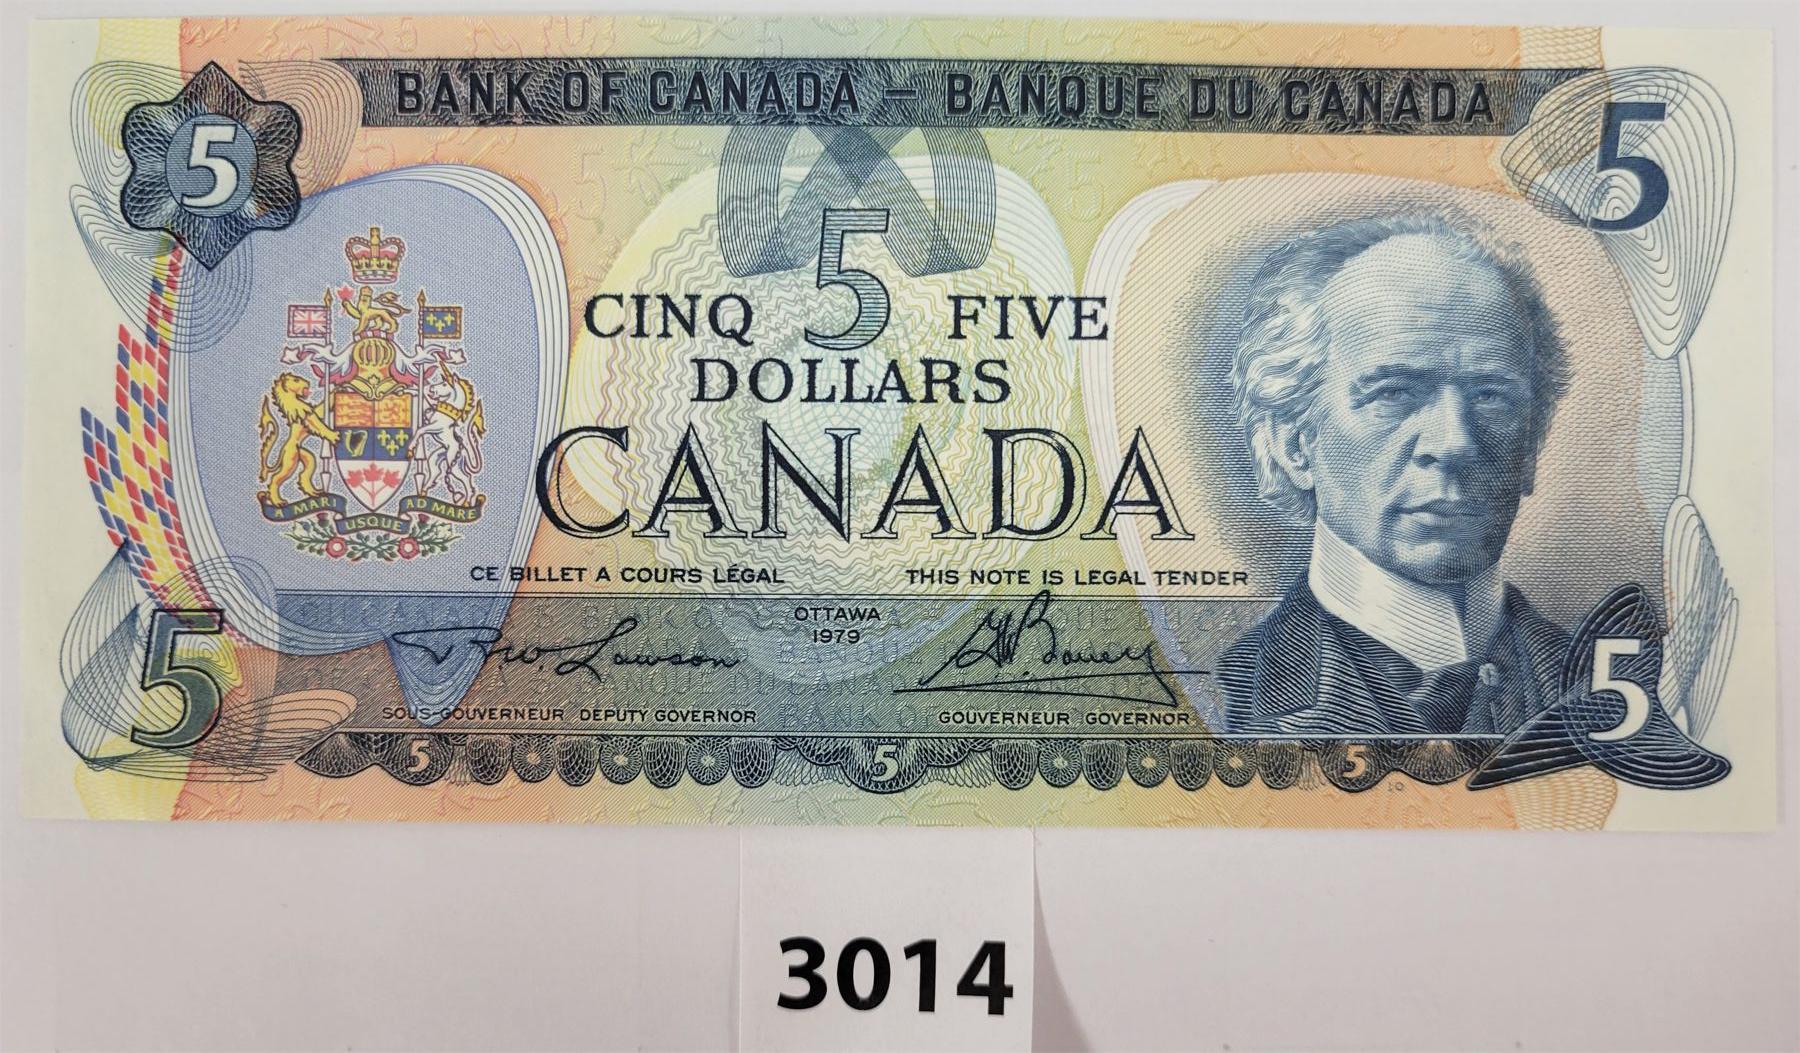 BANK OF CANADA – BANQUE DU CANADA
5
5
5
CINQ FIVE
DOLLARS
CANADA
A MARI USQUE AD MARE
CE BILLET A COURS LÉGAL
THIS NOTE IS LEGAL TENDER
OTTAWA
1979
R.W. Lawson
G K Bouey
SOUS-GOUVERNEUR DEPUTY GOVERNOR
GOUVERNEUR GOVERNOR
5
5
5
5
5
3014